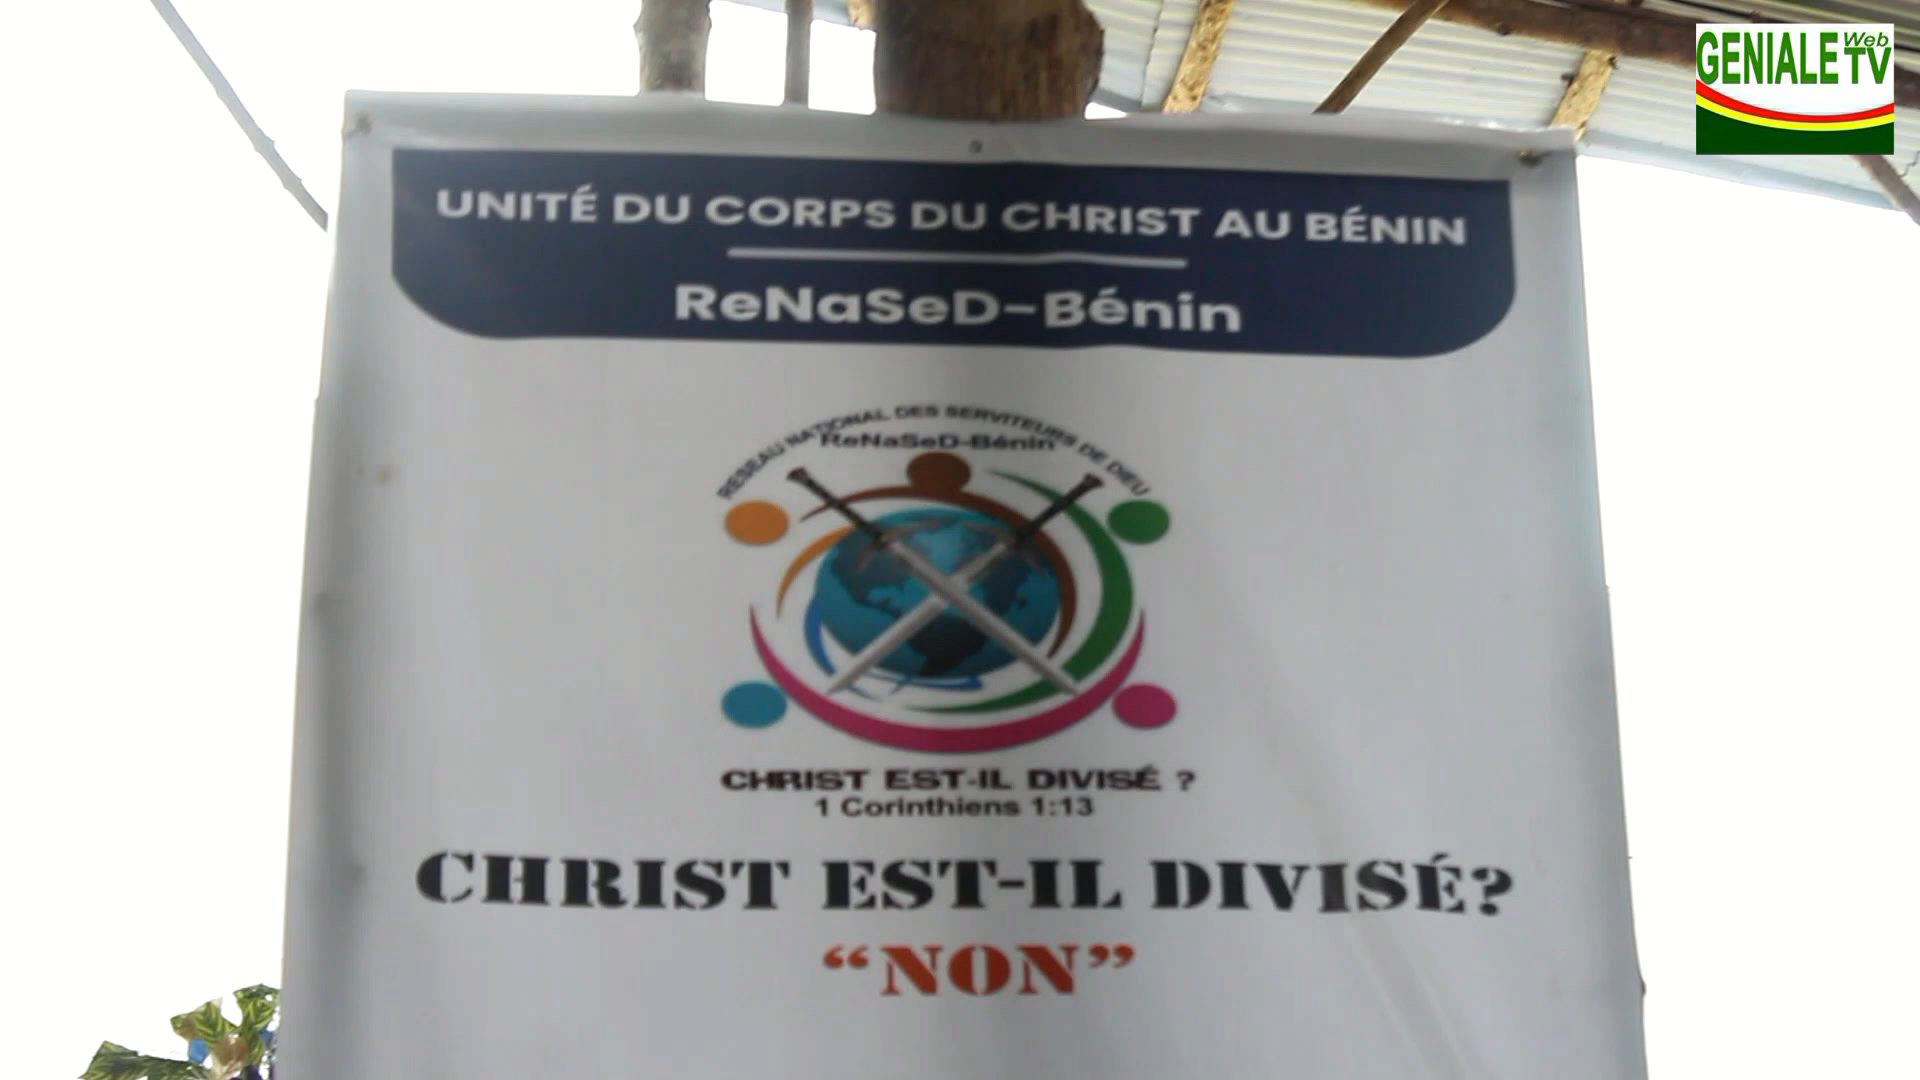 GENIALE Web TV
UNITÉ DU CORPS DU CHRIST AU BÉNIN
ReNaSeD-Bénin
RESEAU NATIONAL DES SERVITEURS DE DIEU
ReNaSeD-Bénin
CHRIST EST-IL DIVISÉ ?
1 Corinthiens 1:13
CHRIST EST-IL DIVISÉ?
“NON”